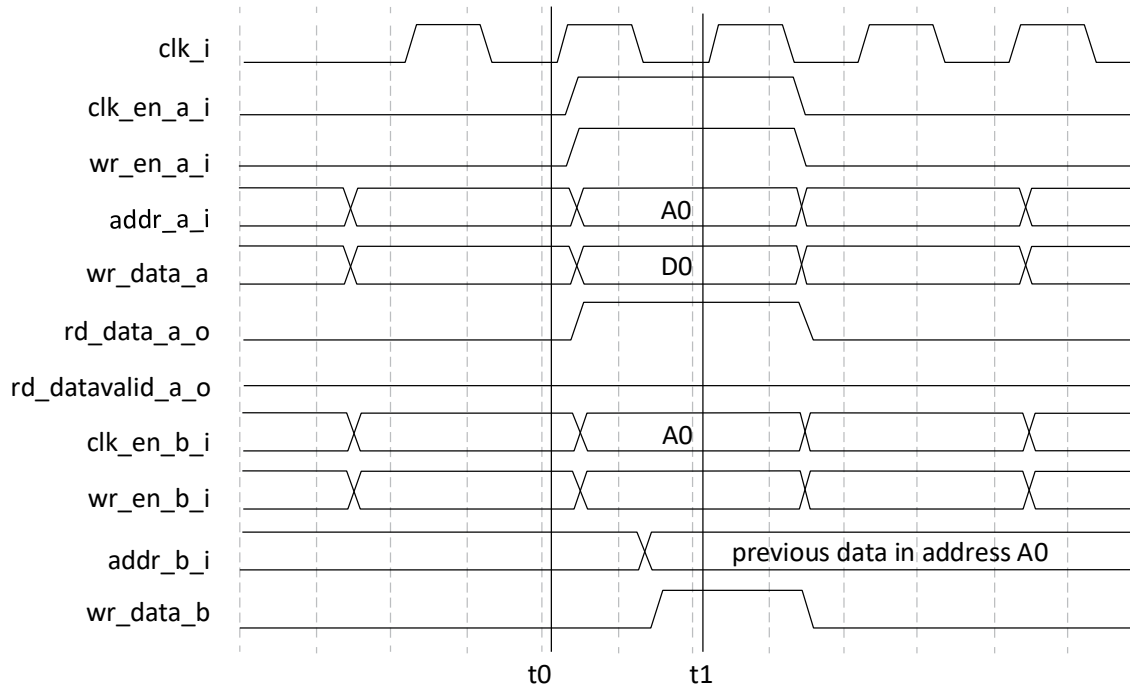 clk_i
clk_en_a_i
wr_en_a_i
addr_a_i A0
wr_data_a D0
rd_data_a_o
rd_datavalid_a_o
clk_en_b_i A0
wr_en_b_i
addr_b_i previous data in address A0
wr_data_b
t0 t1